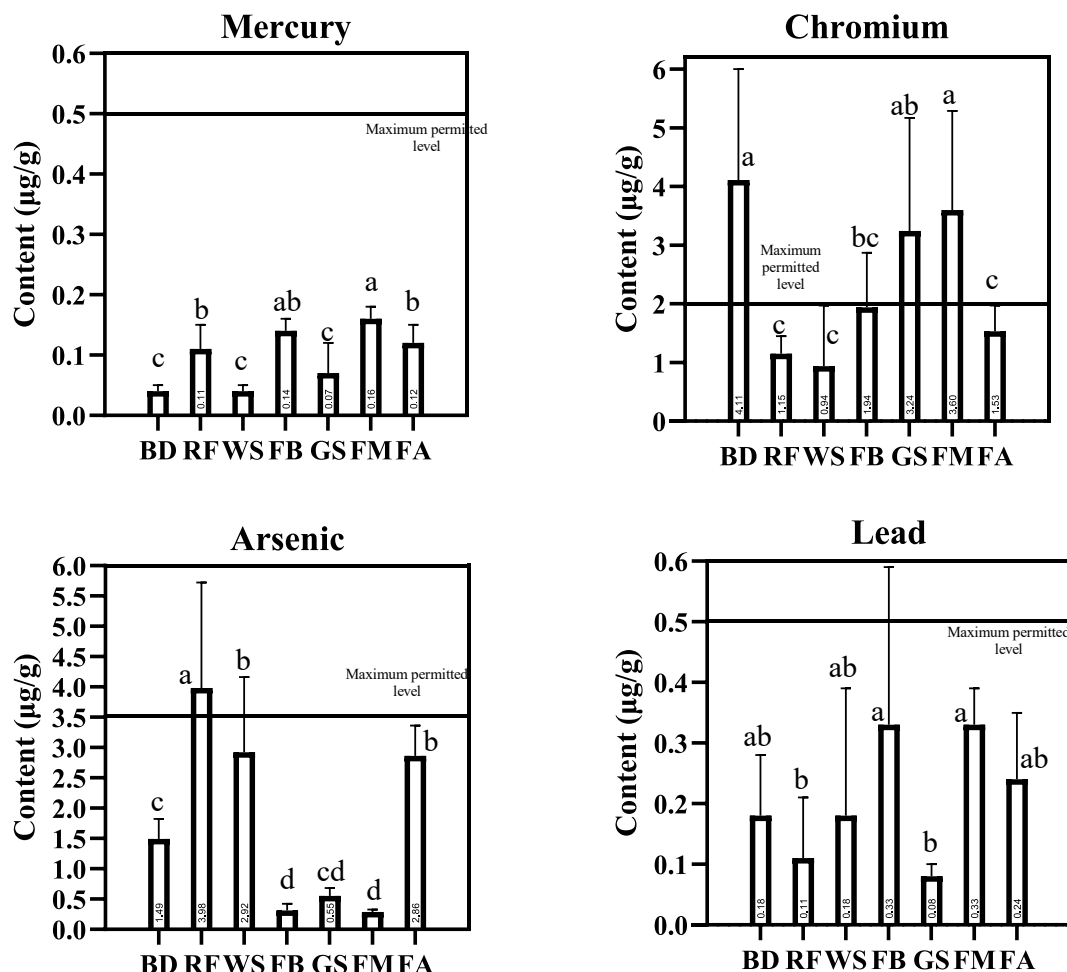 Mercury
0.6
0.5
0.4
0.3
0.2
0.1
0.0
Content (µg/g)
Maximum permitted
level
c
b
c
ab
c
a
b
0.11
0.14
0.07
0.16
0.12
BD RF WS FB GS FM FA
Chromium
6
5
4
3
2
1
0
Content (µg/g)
Maximum
permitted
level
a
c
c
bc
ab
a
c
4.11
1.15
0.94
1.94
3.24
3.60
1.53
BD RF WS FB GS FM FA
Arsenic
6.0
5.5
5.0
4.5
4.0
3.5
3.0
2.5
2.0
1.5
1.0
0.5
0.0
Content (µg/g)
Maximum permitted
level
c
a
b
d
cd
d
b
1.49
3.98
2.92
0.55
2.86
BD RF WS FB GS FM FA
Lead
0.6
0.5
0.4
0.3
0.2
0.1
0.0
Content (µg/g)
Maximum permitted
level
ab
b
ab
a
b
a
ab
0.18
0.11
0.18
0.33
0.08
0.33
0.24
BD RF WS FB GS FM FA